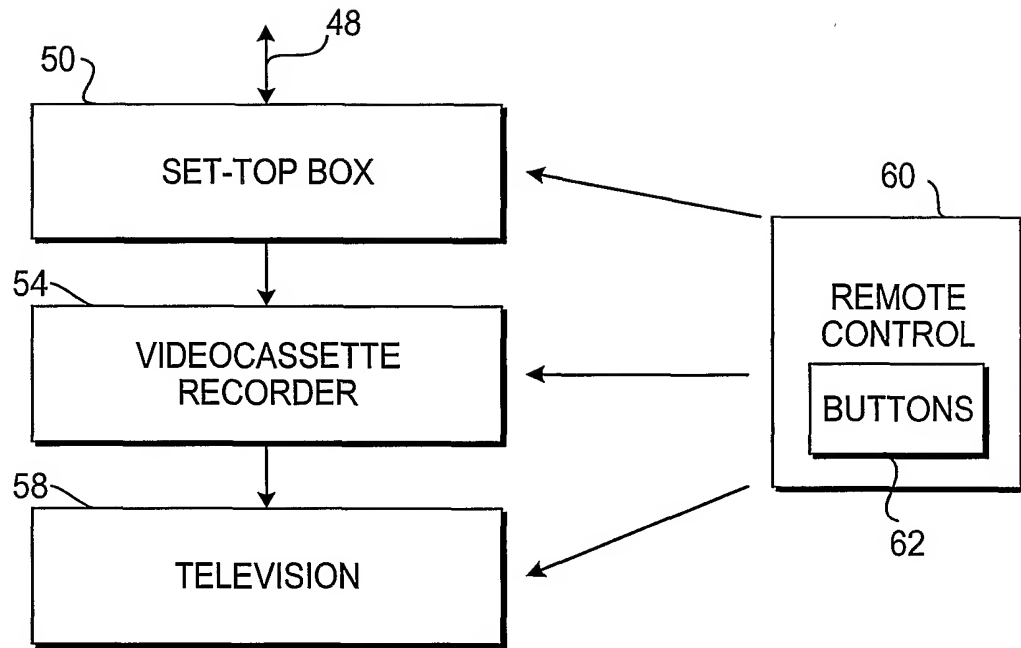 48
50
SET-TOP BOX
60
54
REMOTE
CONTROL
VIDEOCASSETTE
RECORDER
BUTTONS
58
62
TELEVISION